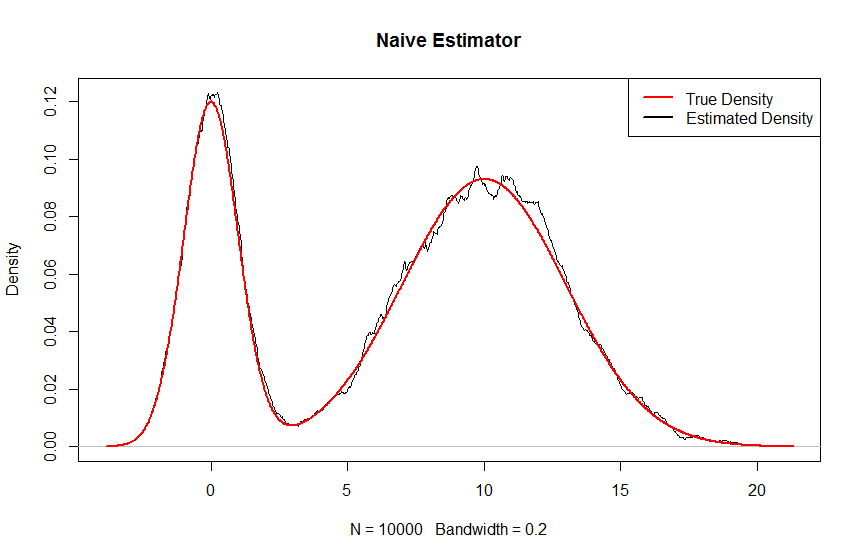 Naive Estimator
True Density
Estimated Density
Density
0.00
0.02
0.04
0.06
0.08
0.10
0.12
0
5
10
15
20
N = 10000 Bandwidth = 0.2